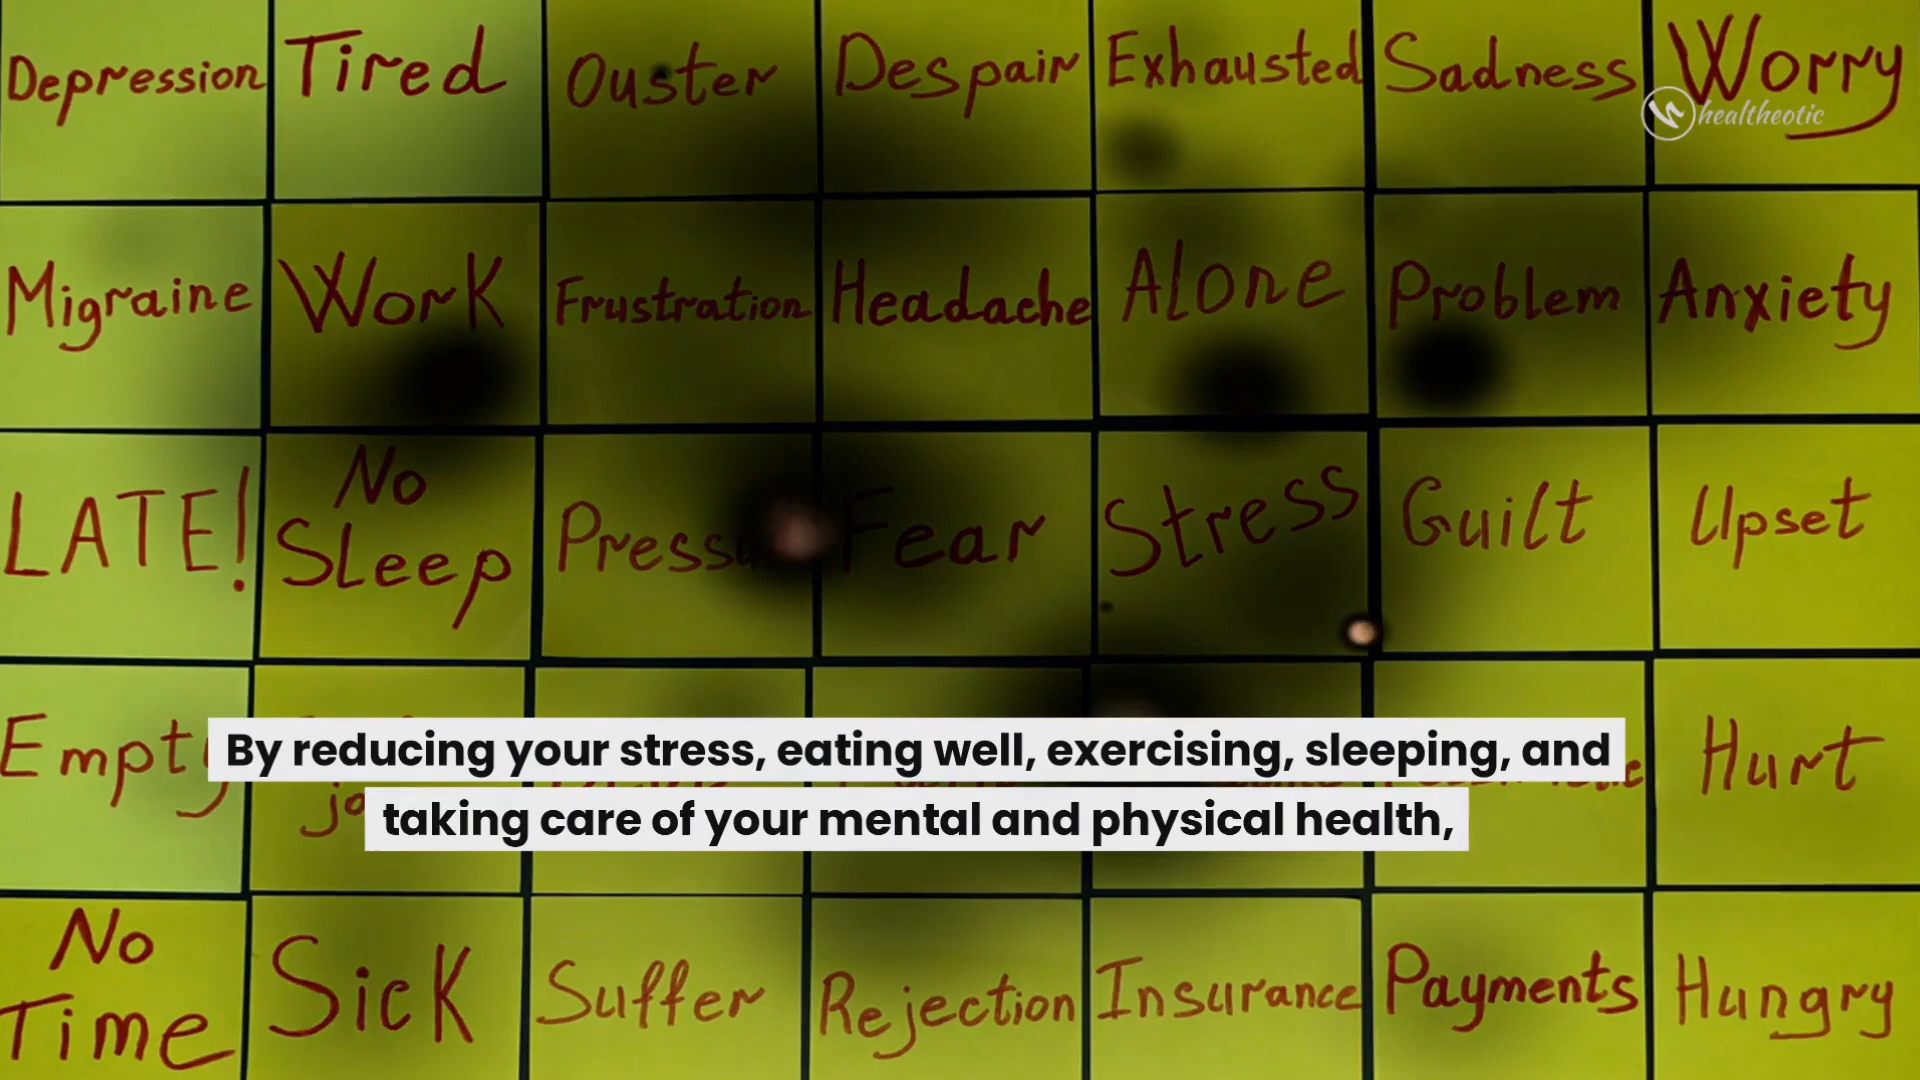 Depression Tired Ouster Despair Exhausted Sadness Worry
healtheotic
Migraine Work Frustration Headache Alone Problem Anxiety
LATE! No Sleep Fear Stress Guilt Upset
Empty Hurt
By reducing your stress, eating well, exercising, sleeping, and
taking care of your mental and physical health,
No Time Sick Suffer Rejection Insurance Payments Hungry